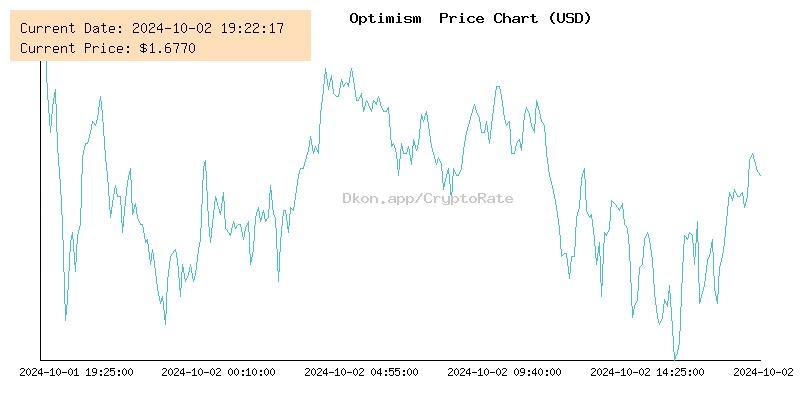 Optimism  Price Chart (USD)
Current Date: 2024-10-02 19:22:17
Current Price: $1.6770
Dkon.app/CryptoRate
2024-10-01 19:25:00 2024-10-02 00:10:00 2024-10-02 04:55:00 2024-10-02 09:40:00 2024-10-02 14:25:00 2024-10-02